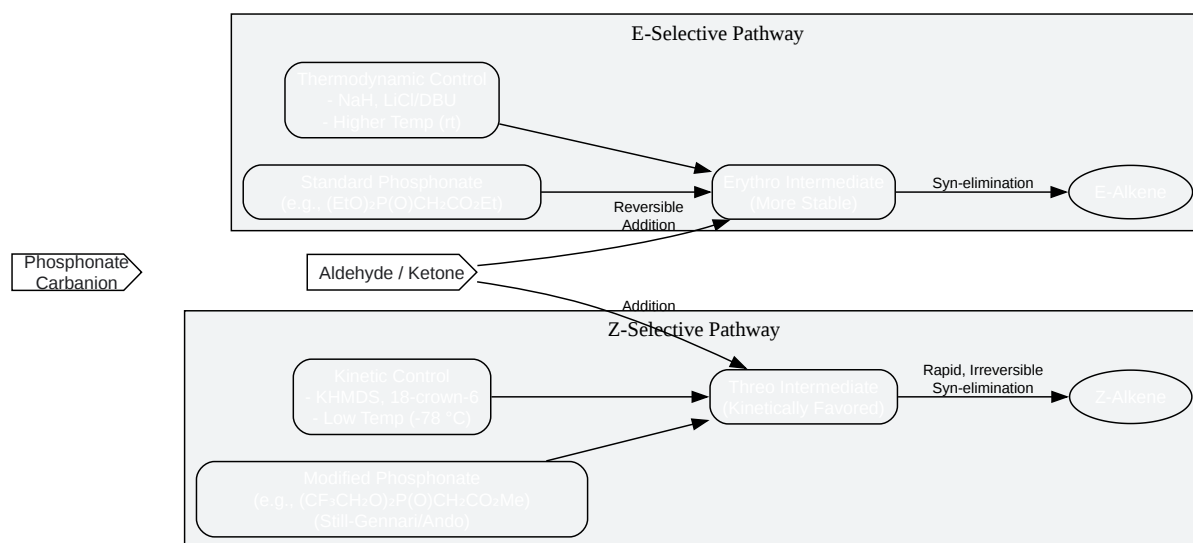 E-Selective Pathway
Thermodynamic Control
- NaH, LiCl/DBU
- Higher Temp (rt)
Standard Phosphonate
(e.g., (EtO)₂P(O)CH₂CO₂Et)
Erythro Intermediate
(More Stable)
Syn-elimination
E-Alkene
Reversible
Addition
Phosphonate
Carbanion
Aldehyde / Ketone
Addition
Z-Selective Pathway
Kinetic Control
- KHMDS, 18-crown-6
- Low Temp (-78 °C)
Threo Intermediate
(Kinetically Favored)
Rapid, Irreversible
Syn-elimination
Z-Alkene
Modified Phosphonate
(e.g., (CF₃CH₂O)₂P(O)CH₂CO₂Me)
(Still-Gennari/Ando)